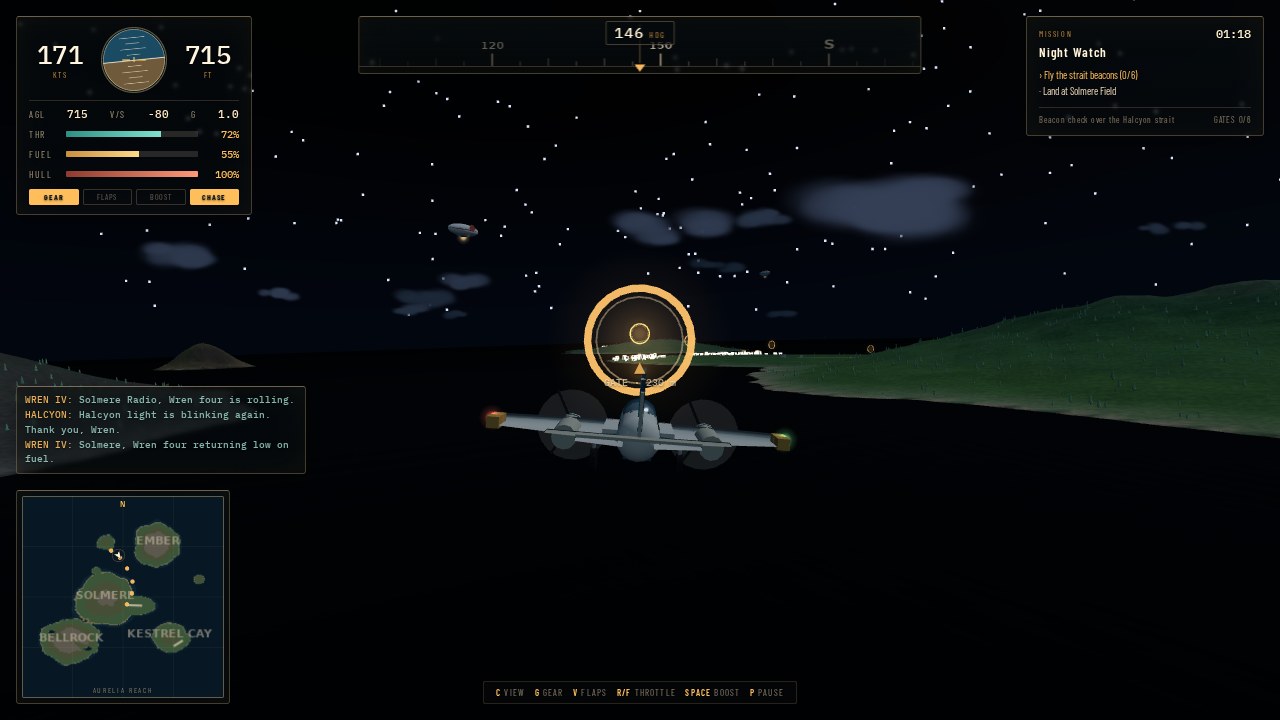 171
KTS
715
FT
AGL 715 V/S -80 G 1.0
THR 72%
FUEL 55%
HULL 100%
GEAR FLAPS BOOST CHASE
146 HDG
120 150 S
MISSION 01:18
Night Watch
› Fly the strait beacons (0/6)
· Land at Solmere Field
Beacon check over the Halcyon strait GATES 0/6
WREN IV: Solmere Radio, Wren four is rolling.
HALCYON: Halcyon light is blinking again.
Thank you, Wren.
WREN IV: Solmere, Wren four returning low on
fuel.
N
EMBER
SOLMERE
BELLROCK
KESTREL CAY
AURELIA REACH
C VIEW G GEAR V FLAPS R/F THROTTLE SPACE BOOST P PAUSE